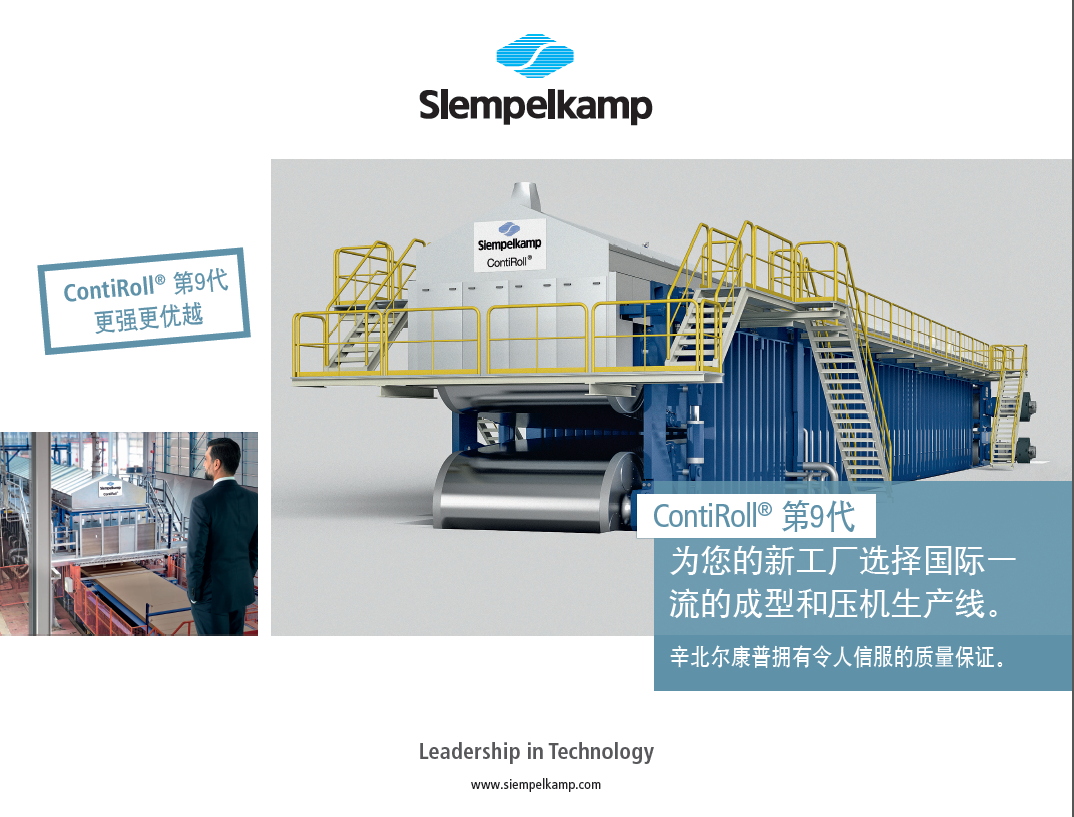 Siempelkamp
Siempelkamp
ContiRoll®
ContiRoll® 第9代
更强更优越
Siempelkamp
ContiRoll®
ContiRoll® 第9代
为您的新工厂选择国际一
流的成型和压机生产线。
辛北尔康普拥有令人信服的质量保证。
Leadership in Technology
www.siempelkamp.com